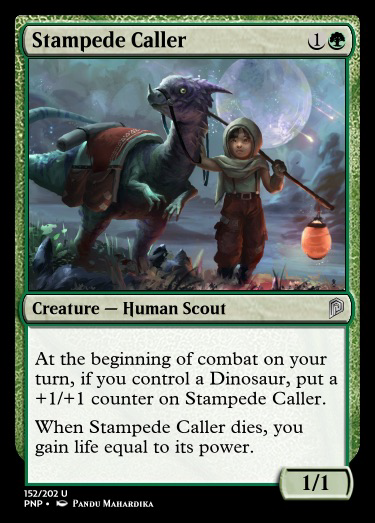 Stampede Caller 1
Creature — Human Scout
At the beginning of combat on your
turn, if you control a Dinosaur, put a
+1/+1 counter on Stampede Caller.
When Stampede Caller dies, you
gain life equal to its power.
1/1
152/202 U
PNP • Pandu Mahardika